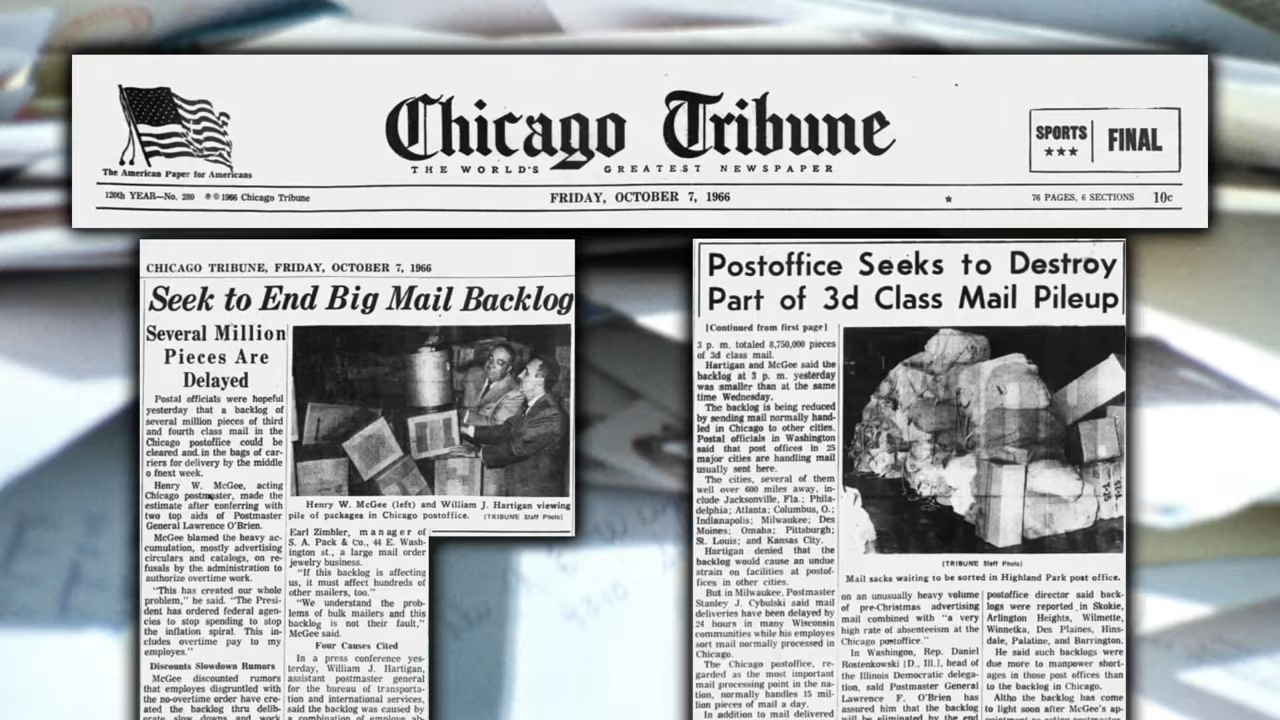 Chicago Tribune
THE WORLD'S GREATEST NEWSPAPER
The American Paper for Americans
SPORTS
★★★
FINAL
120th YEAR—No. 280 ®©1966 Chicago Tribune
FRIDAY, OCTOBER 7, 1966
★
76 PAGES, 6 SECTIONS 10c
CHICAGO TRIBUNE, FRIDAY, OCTOBER 7, 1966
Seek to End Big Mail Backlog
Several Million
Pieces Are
Delayed
Postal officials were hopeful
yesterday that a backlog of
several million pieces of third
and fourth class mail in the
Chicago postoffice could be
cleared and in the bags of car-
riers for delivery by the middle
o fnext week.
Henry W. McGee, acting
Chicago postmaster, made the
estimate after conferring with
two top aids of Postmaster
General Lawrence O'Brien.
McGee blamed the heavy ac-
cumulation, mostly advertising
circulars and catalogs, on re-
fusals by the administration to
authorize overtime work.
"This has created our whole
problem," he said. "The Presi-
dent has ordered federal agen-
cies to stop spending to stop
the inflation spiral. This in-
cludes overtime pay to my
employes."
Discounts Slowdown Rumors
McGee discounted rumors
that employes disgruntled with
the no-overtime order have cre-
ated the backlog thru delib-
erate slow downs and work
Henry W. McGee (left) and William J. Hartigan viewing
pile of packages in Chicago postoffice. [TRIBUNE Staff Photo]
Earl Zimbler, manager of
S. A. Pack & Co., 44 E. Wash-
ington st., a large mail order
jewelry business.
"If this backlog is affecting
us, it must affect hundreds of
other mailers, too."
"We understand the prob-
lems of bulk mailers and this
backlog is not their fault,"
McGee said.
Four Causes Cited
In a press conference yes-
terday, William J. Hartigan,
assistant postmaster general
for the bureau of transporta-
tion and international services,
said the backlog was caused by
a combination of employe ab-
Postoffice Seeks to Destroy
Part of 3d Class Mail Pileup
[Continued from first page]
3 p. m. totaled 8,750,000 pieces
of 3d class mail.
Hartigan and McGee said the
backlog at 3 p. m. yesterday
was smaller than at the same
time Wednesday.
The backlog is being reduced
by sending mail normally hand-
led in Chicago to other cities.
Postal officials in Washington
said that post offices in 25
major cities are handling mail
usually sent here.
The cities, several of them
well over 600 miles away, in-
clude Jacksonville, Fla.; Phila-
delphia; Atlanta; Columbus, O.;
Indianapolis; Milwaukee; Des
Moines; Omaha; Pittsburgh;
St. Louis; and Kansas City.
Hartigan denied that the
backlog would cause an undue
strain on facilities at postof-
fices in other cities.
But in Milwaukee, Postmaster
Stanley J. Cybulski said mail
deliveries have been delayed by
24 hours in many Wisconsin
communities while his employes
sort mail normally processed in
Chicago.
The Chicago postoffice, re-
garded as the most important
mail processing point in the na-
tion, normally handles 15 mil-
lion pieces of mail a day.
In addition to mail delivered
[TRIBUNE Staff Photo]
Mail sacks waiting to be sorted in Highland Park post office.
on an unusually heavy volume
of pre-Christmas advertising
mail combined with "a very
high rate of absenteeism at the
Chicago postoffice."
In Washington, Rep. Daniel
Rostenkowski [D., Ill.], head of
the Illinois Democratic delega-
tion, said Postmaster General
Lawrence F. O'Brien has
assured him that the backlog
will be eliminated by the end
postoffice director said back-
logs were reported in Skokie,
Arlington Heights, Wilmette,
Winnetka, Des Plaines, Hins-
dale, Palatine, and Barrington.
He said such backlogs were
due more to manpower short-
ages in those post offices than
to the backlog in Chicago.
Altho the backlog has come
to light soon after McGee's ap-
pointment as acting postmaster